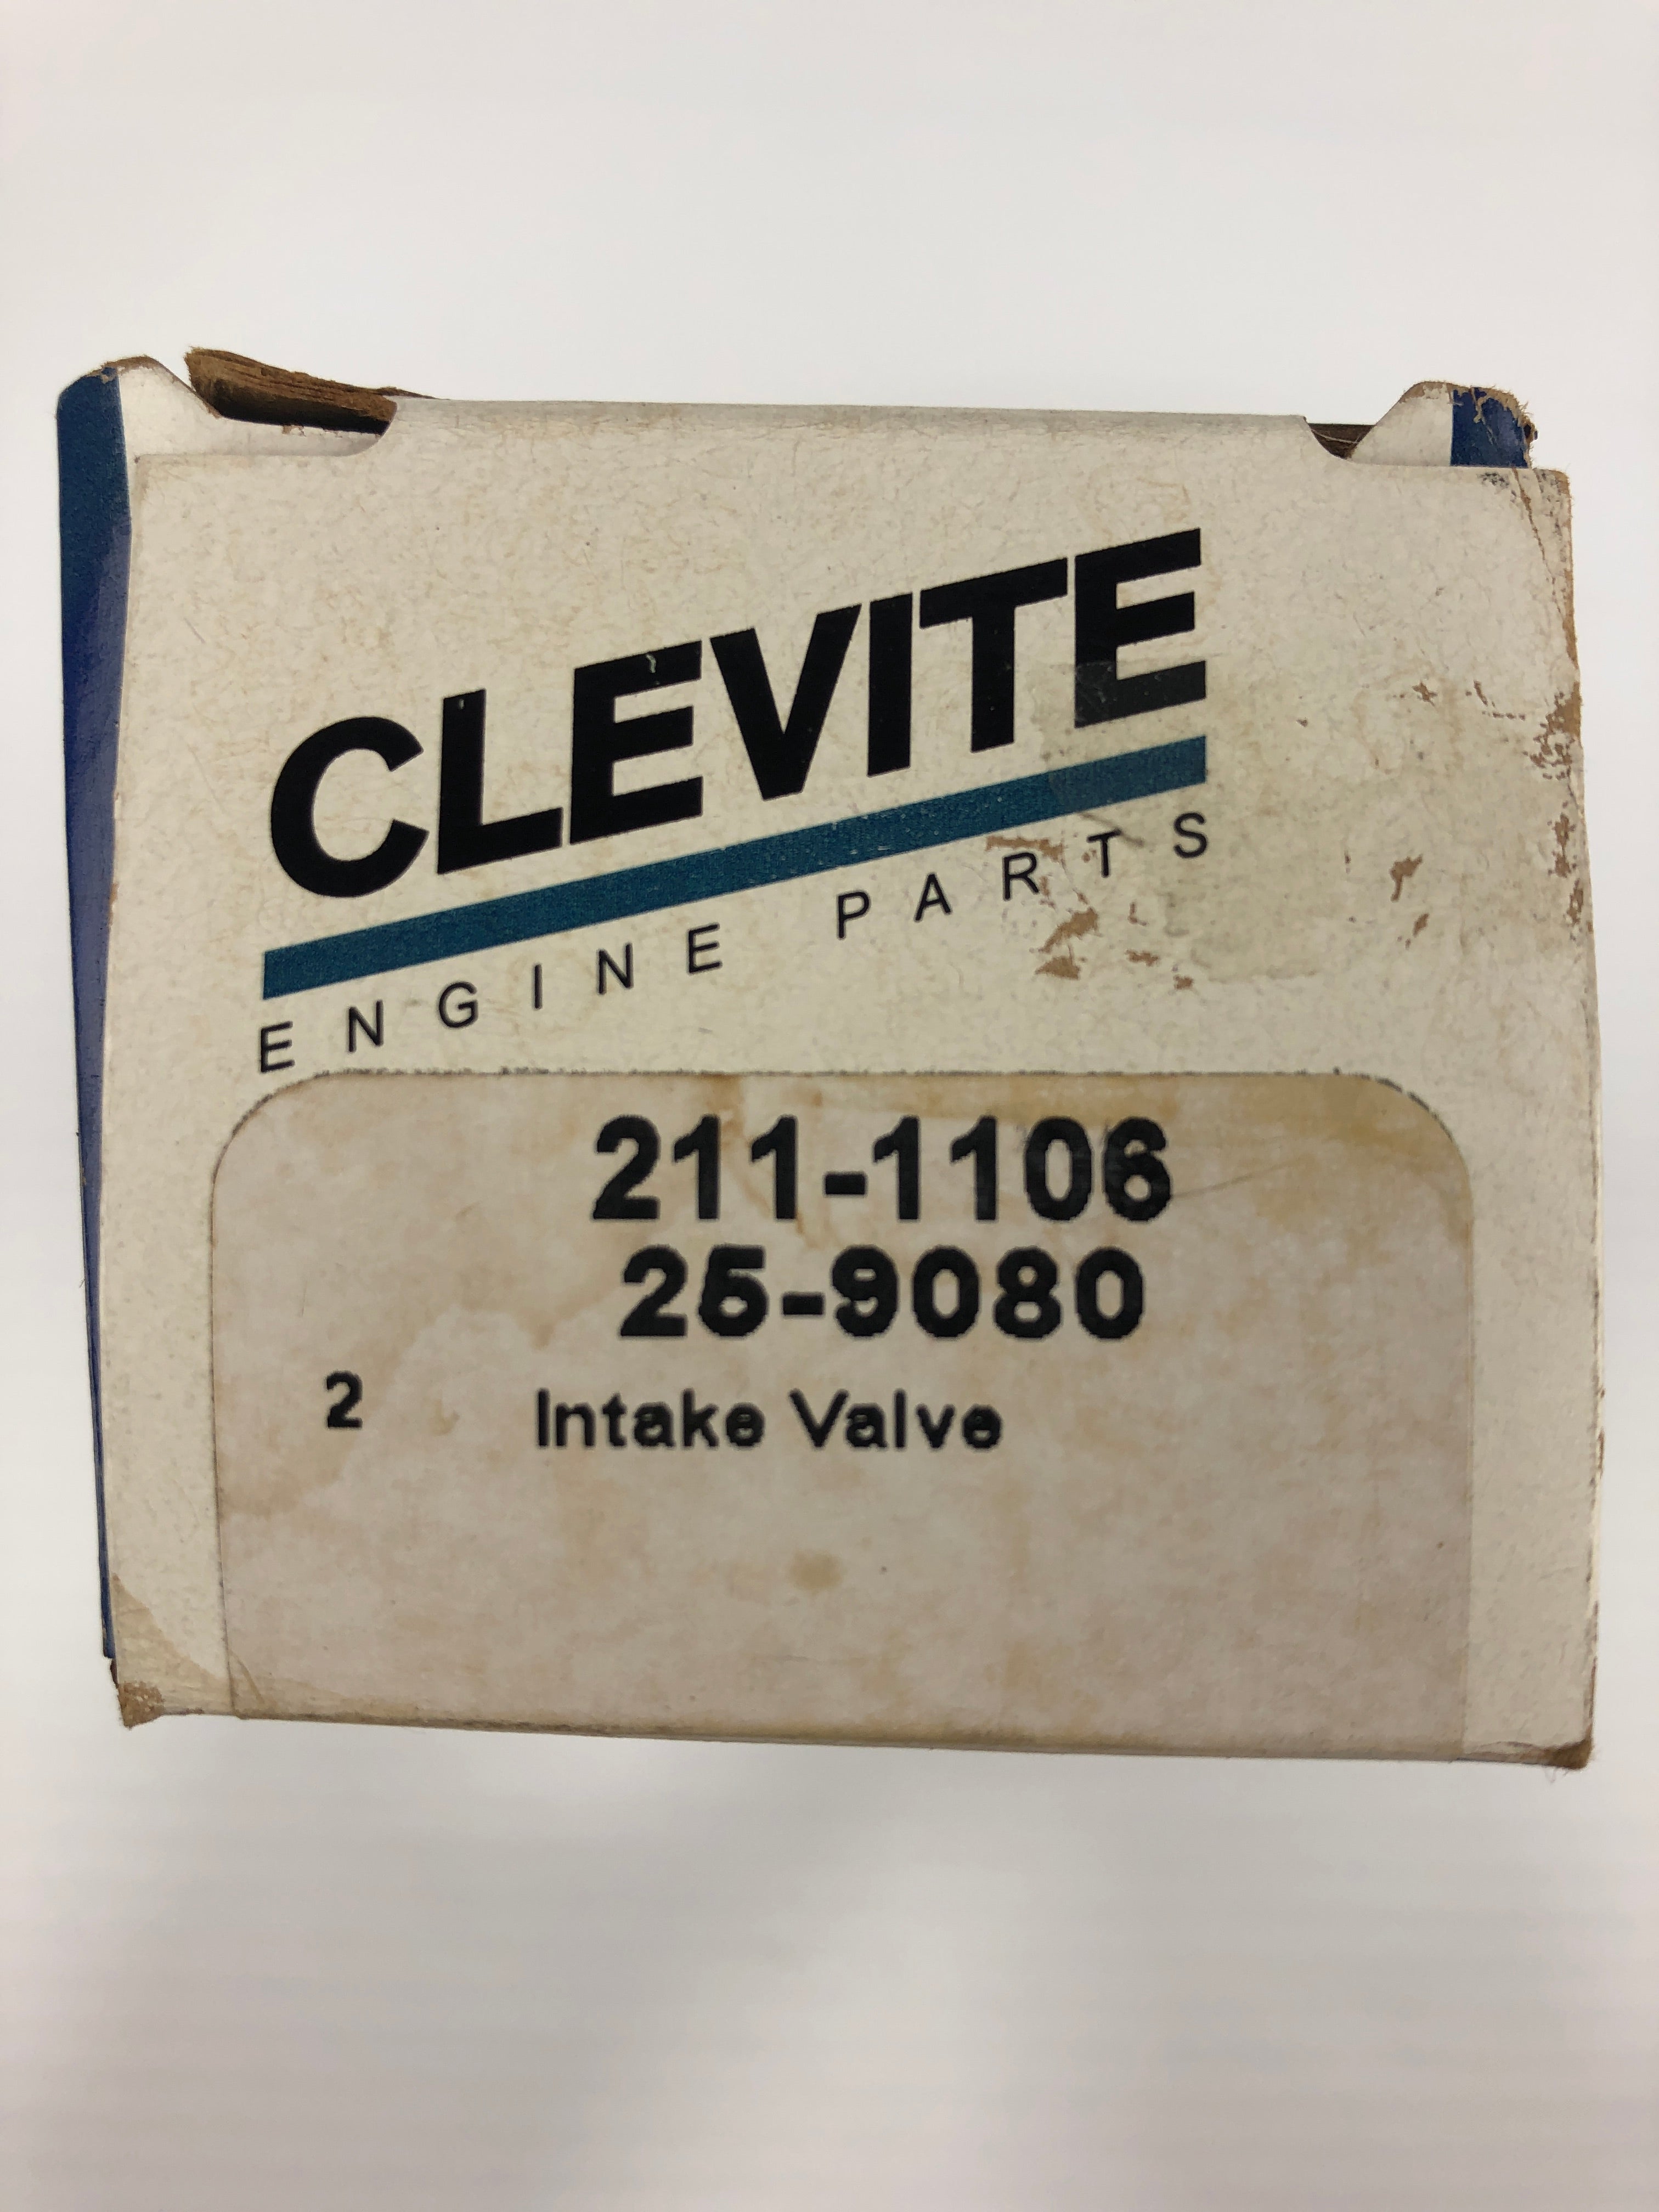 CLEVITE
ENGINE PARTS
211-1106
25-9080
2 Intake Valve